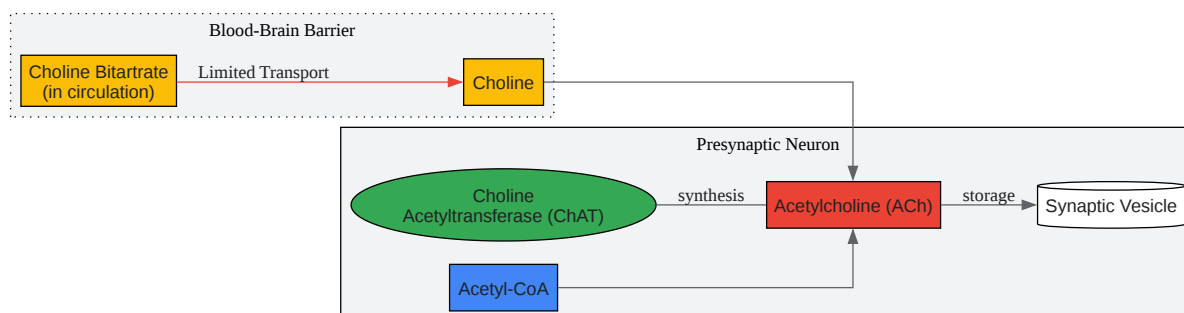 Blood-Brain Barrier
Choline Bitartrate
(in circulation)
Limited Transport
Choline
Presynaptic Neuron
Choline
Acetyltransferase (ChAT)
synthesis
Acetylcholine (ACh)
storage
Synaptic Vesicle
Acetyl-CoA